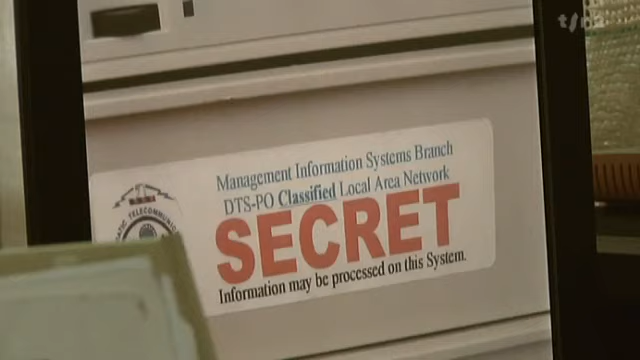 Management Information Systems Branch
DTS-PO Classified Local Area Network
SECRET
Information may be processed on this System.